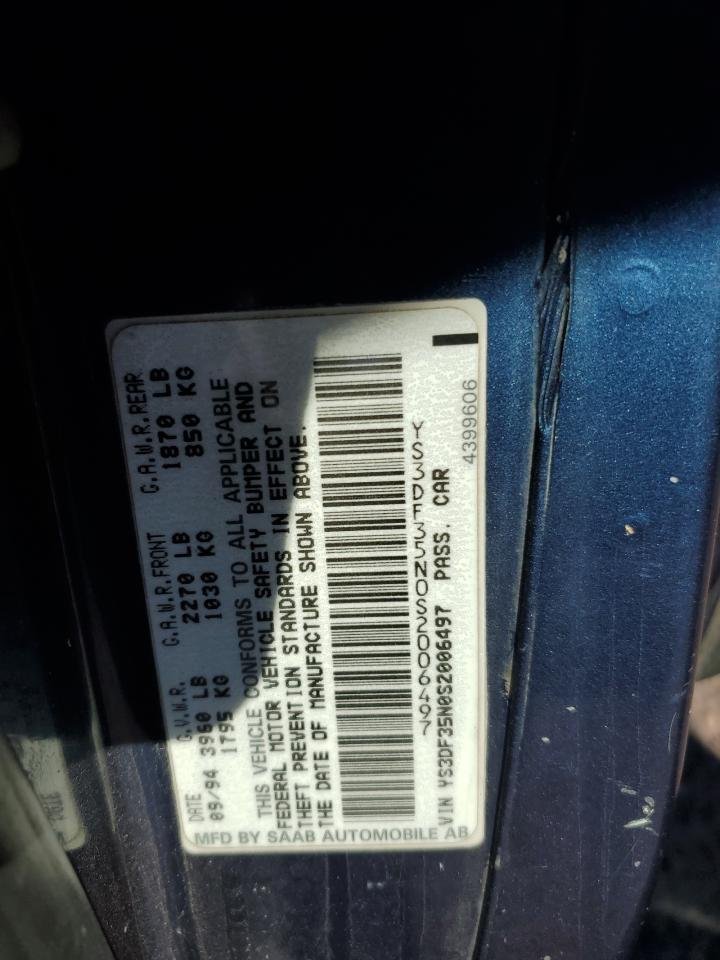 MFD BY SAAB AUTOMOBILE AB
DATE G.V.W.R. G.A.W.R.FRONT G.A.W.R.REAR
09/94 3960 LB 2270 LB 1870 LB
1795 KG 1030 KG 850 KG
THIS VEHICLE CONFORMS TO ALL APPLICABLE
FEDERAL MOTOR VEHICLE SAFETY BUMPER AND
THEFT PREVENTION STANDARDS IN EFFECT ON
THE DATE OF MANUFACTURE SHOWN ABOVE.
YS3DF35N0S2006497
VIN YS3DF35N0S2006497 PASS. CAR
4399606